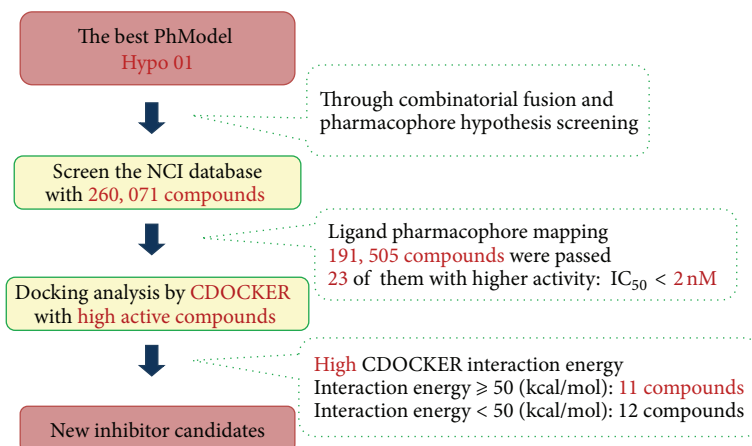 The best PhModel
Hypo 01
Through combinatorial fusion and
pharmacophore hypothesis screening
Screen the NCI database
with 260, 071 compounds
Ligand pharmacophore mapping
191, 505 compounds were passed
23 of them with higher activity: IC50 < 2 nM
Docking analysis by CDOCKER
with high active compounds
High CDOCKER interaction energy
Interaction energy ⩾ 50 (kcal/mol): 11 compounds
Interaction energy < 50 (kcal/mol): 12 compounds
New inhibitor candidates